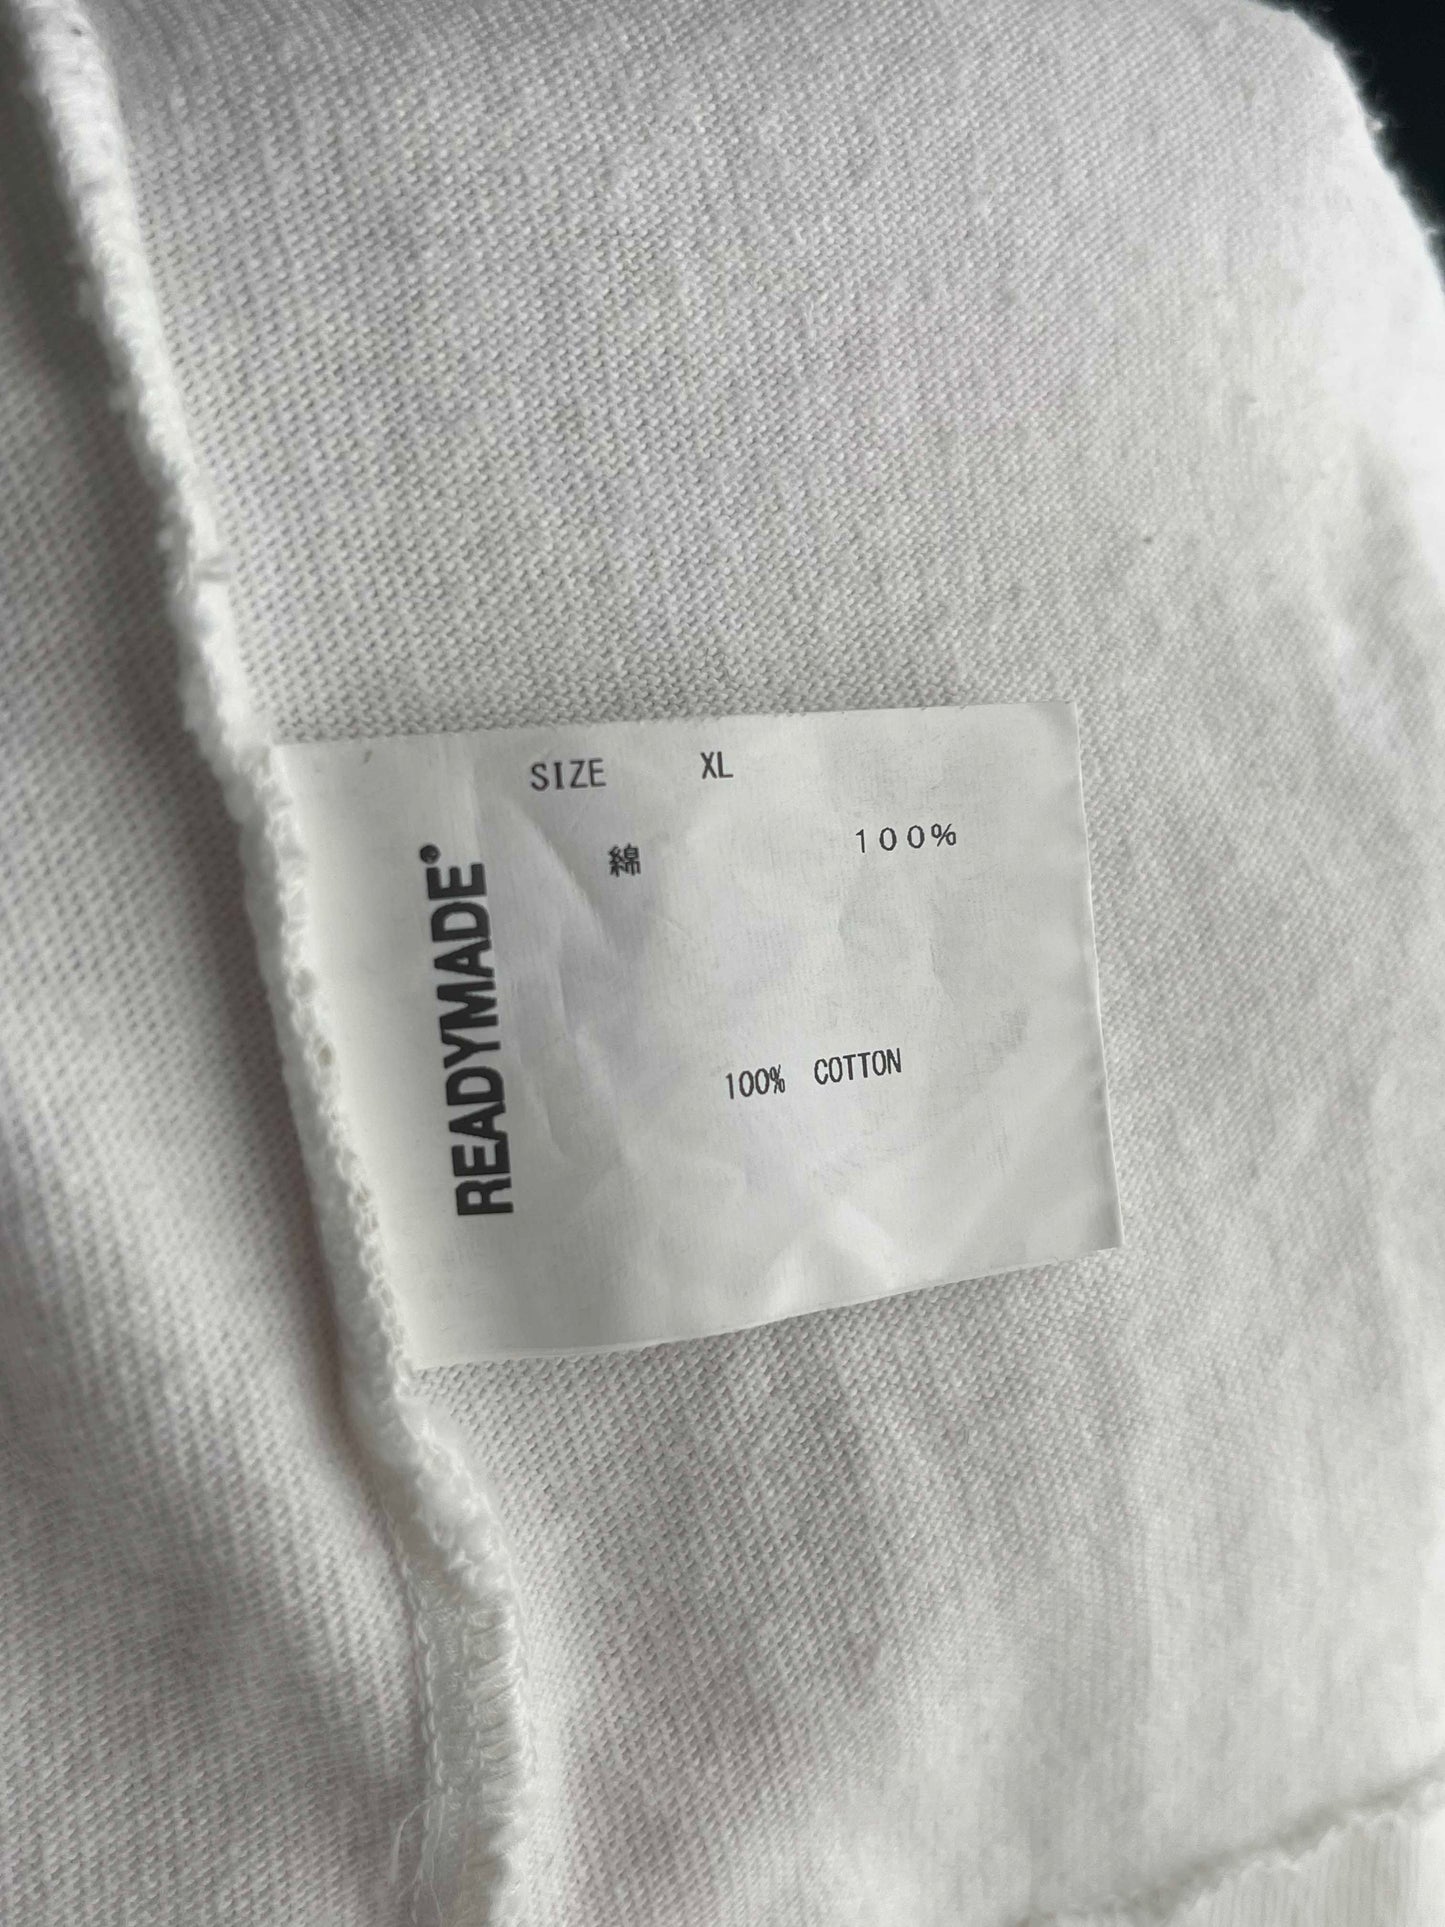 SIZE XL
綿 100%
100% COTTON
READYMADE®